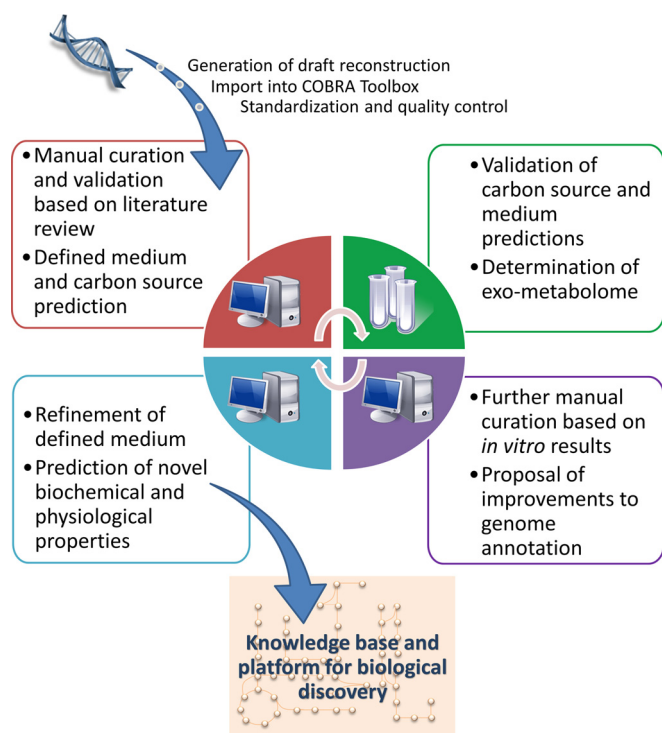 Generation of draft reconstruction
Import into COBRA Toolbox
Standardization and quality control
•Manual curation
and validation
based on literature
review
•Defined medium
and carbon source
prediction
•Validation of
carbon source and
medium
predictions
•Determination of
exo-metabolome
•Refinement of
defined medium
•Prediction of novel
biochemical and
physiological
properties
•Further manual
curation based on
in vitro results
•Proposal of
improvements to
genome
annotation
Knowledge base and
platform for biological
discovery